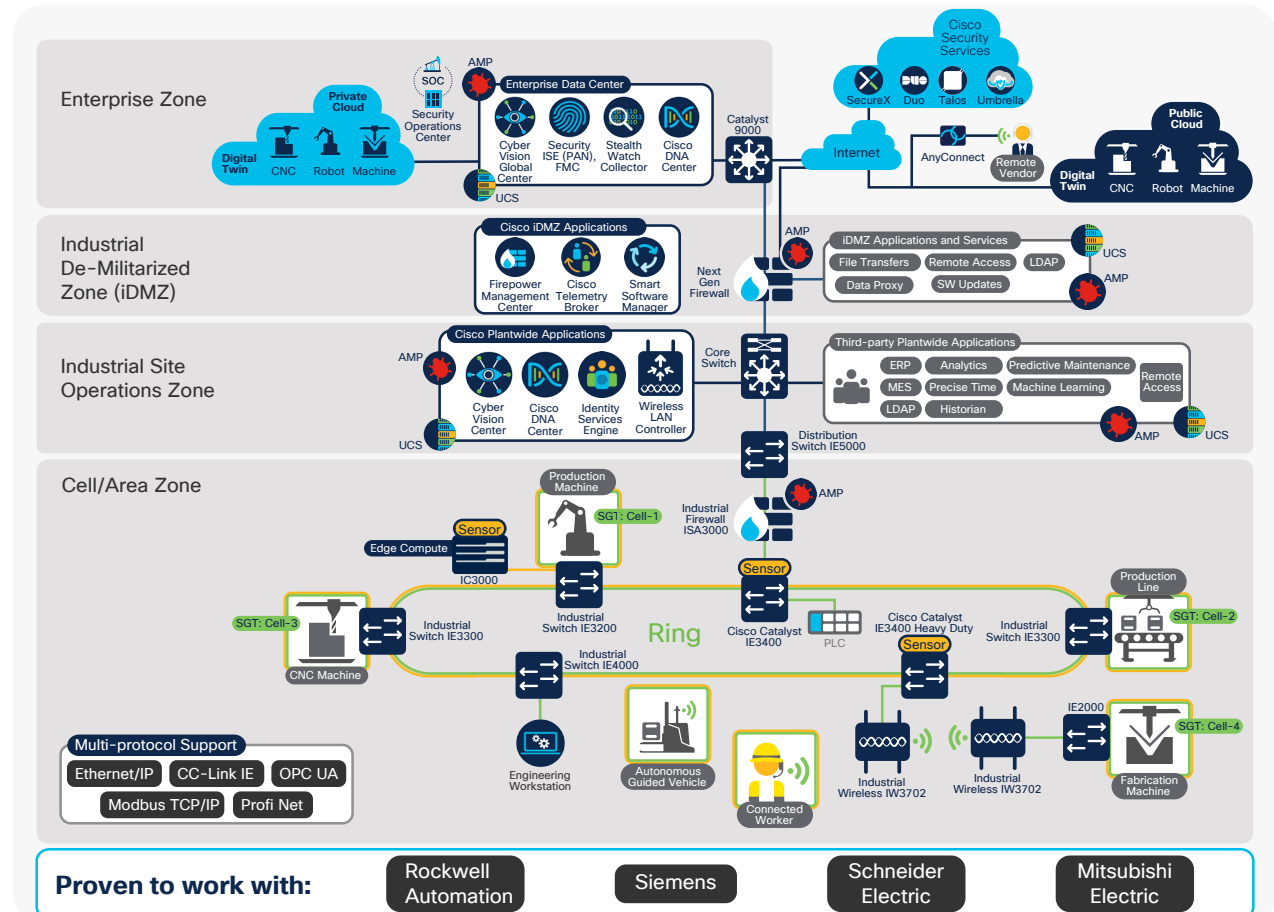 Enterprise Zone
Private
Cloud
Digital
Twin
CNC
Robot
Machine
SOC
Security
Operations
Center
AMP
Enterprise Data Center
Cyber
Vision
Global
Center
Security
ISE (PAN),
FMC
Stealth
Watch
Collector
Cisco
DNA
Center
UCS
Catalyst
9000
Cisco
Security
Services
SecureX
Duo
Talos
Umbrella
Internet
AnyConnect
Remote
Vendor
Public
Cloud
Digital
Twin
CNC
Robot
Machine
Industrial
De-Militarized
Zone (iDMZ)
Cisco iDMZ Applications
Firepower
Management
Center
Cisco
Telemetry
Broker
Smart
Software
Manager
Next
Gen
Firewall
AMP
iDMZ Applications and Services
File Transfers
Remote Access
LDAP
Data Proxy
SW Updates
UCS
AMP
Industrial Site
Operations Zone
AMP
UCS
Cisco Plantwide Applications
Cyber
Vision
Center
Cisco
DNA
Center
Identity
Services
Engine
Wireless
LAN
Controller
Core
Switch
Third-party Plantwide Applications
ERP
Analytics
Predictive Maintenance
MES
Precise Time
Machine Learning
LDAP
Historian
Remote
Access
AMP
UCS
Distribution
Switch IE5000
Cell/Area Zone
Production
Machine
SGT: Cell-1
Sensor
Edge Compute
IC3000
Industrial
Firewall
ISA3000
AMP
Sensor
SGT: Cell-3
CNC Machine
Industrial
Switch IE3300
Industrial
Switch IE3200
Ring
Cisco Catalyst
IE3400
PLC
Cisco Catalyst
IE3400 Heavy Duty
Sensor
Industrial
Switch IE3300
Production
Line
SGT: Cell-2
Industrial
Switch IE4000
Engineering
Workstation
Autonomous
Guided Vehicle
Connected
Worker
Industrial
Wireless IW3702
Industrial
Wireless IW3702
IE2000
SGT: Cell-4
Fabrication
Machine
Multi-protocol Support
Ethernet/IP
CC-Link IE
OPC UA
Modbus TCP/IP
Profi Net
Proven to work with:
Rockwell
Automation
Siemens
Schneider
Electric
Mitsubishi
Electric